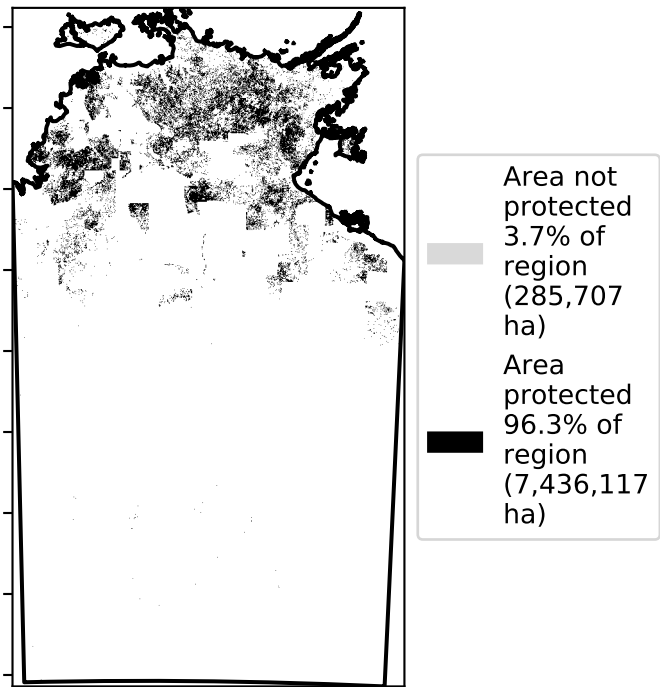 Area not
protected
3.7% of
region
(285,707
ha)
Area
protected
96.3% of
region
(7,436,117
ha)